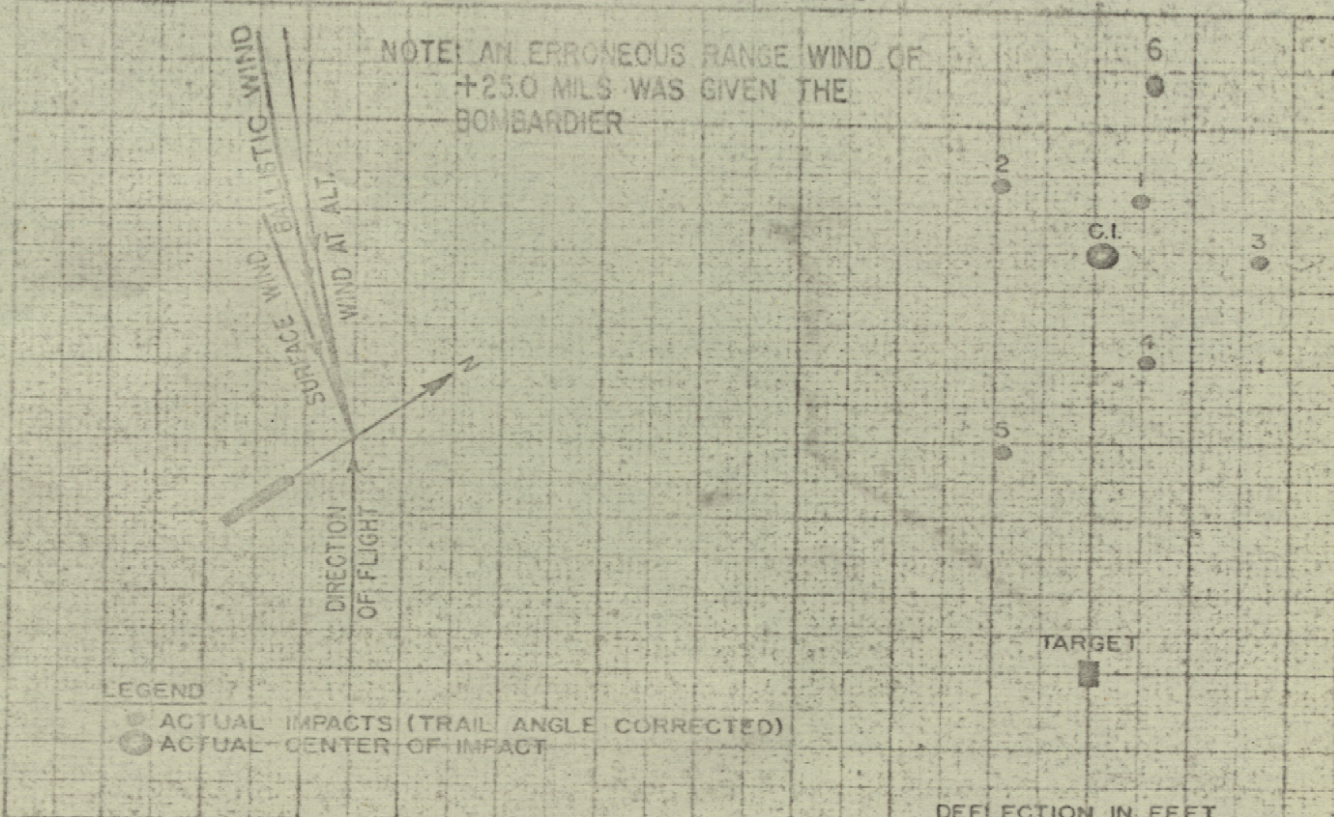 NOTE: AN ERRONEOUS RANGE WIND OF
+25.0 MILS WAS GIVEN THE
BOMBARDIER
BALLISTIC WIND
WIND AT ALT.
SURFACE WIND
N
DIRECTION
OF FLIGHT
6
2
1
C.I.
3
4
5
TARGET
LEGEND
ACTUAL IMPACTS (TRAIL ANGLE CORRECTED)
ACTUAL CENTER OF IMPACT
DEFLECTION IN FEET